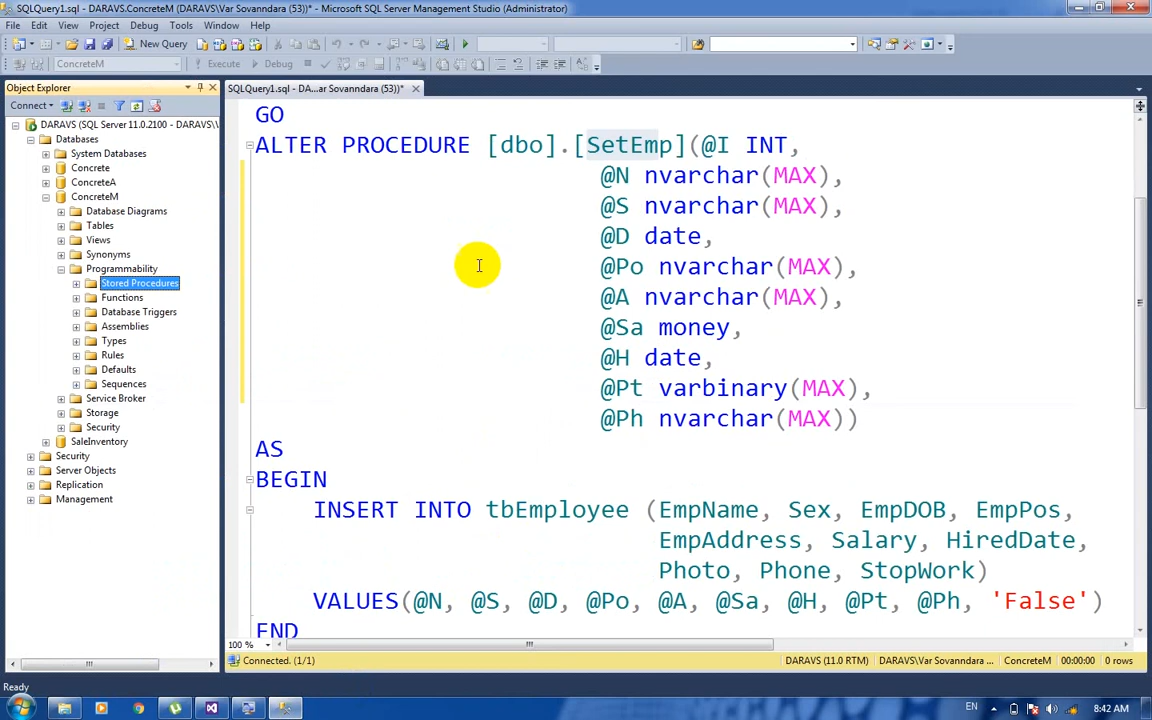 SQLQuery1.sql - DARAVS.ConcreteM (DARAVS\Var Sovanndara (53))* - Microsoft SQL Server Management Studio (Administrator)
File Edit View Project Debug Tools Window Help
New Query
ConcreteM Execute Debug
Object Explorer
SQLQuery1.sql - DA...ar Sovanndara (53))*
Connect
DARAVS (SQL Server 11.0.2100 - DARAVS\
Databases
System Databases
Concrete
ConcreteA
ConcreteM
Database Diagrams
Tables
Views
Synonyms
Programmability
Stored Procedures
Functions
Database Triggers
Assemblies
Types
Rules
Defaults
Sequences
Service Broker
Storage
Security
SaleInventory
Security
Server Objects
Replication
Management
GO
ALTER PROCEDURE [dbo].[SetEmp](@I INT,
@N nvarchar(MAX),
@S nvarchar(MAX),
@D date,
@Po nvarchar(MAX),
@A nvarchar(MAX),
@Sa money,
@H date,
@Pt varbinary(MAX),
@Ph nvarchar(MAX))
AS
BEGIN
INSERT INTO tbEmployee (EmpName, Sex, EmpDOB, EmpPos,
EmpAddress, Salary, HiredDate,
Photo, Phone, StopWork)
VALUES(@N, @S, @D, @Po, @A, @Sa, @H, @Pt, @Ph, 'False')
END
100 %
Connected. (1/1)
DARAVS (11.0 RTM) DARAVS\Var Sovanndara ... ConcreteM 00:00:00 0 rows
Ready
EN 8:42 AM